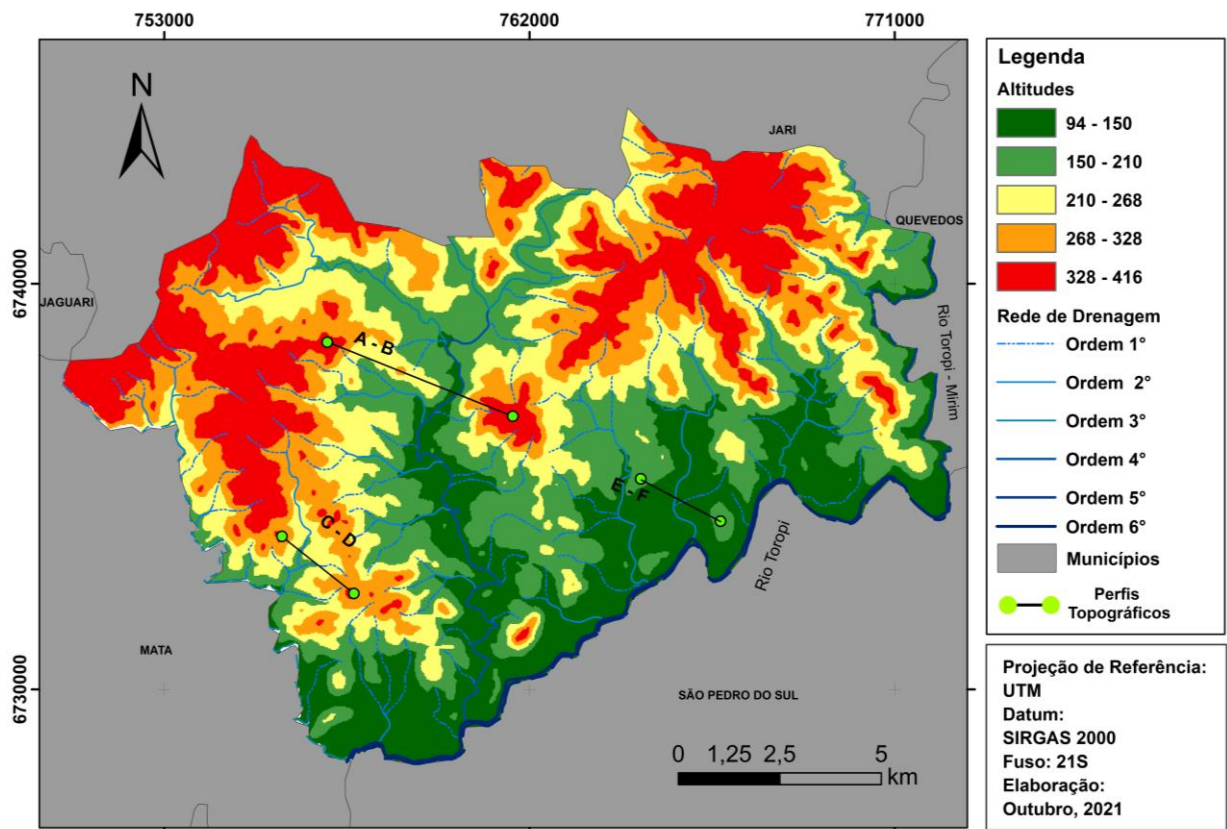 753000
762000
771000
N
JARI
QUEVEDOS
6740000
JAGUARI
A - B
Rio Toropi - Mirim
E - F
C - D
Rio Toropi
MATA
6730000
SÃO PEDRO DO SUL
0 1,25 2,5 5
km
Legenda
Altitudes
94 - 150
150 - 210
210 - 268
268 - 328
328 - 416
Rede de Drenagem
Ordem 1°
Ordem 2°
Ordem 3°
Ordem 4°
Ordem 5°
Ordem 6°
Municípios
Perfis
Topográficos
Projeção de Referência:
UTM
Datum:
SIRGAS 2000
Fuso: 21S
Elaboração:
Outubro, 2021